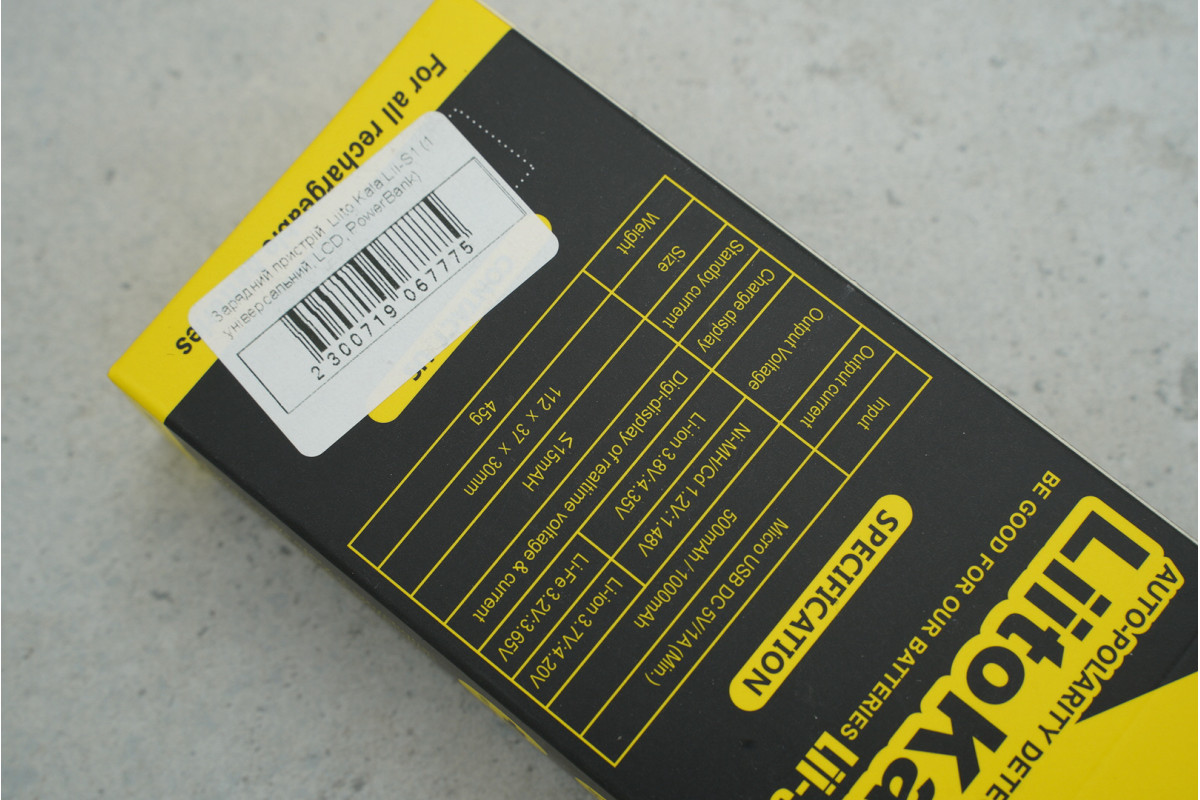 AUTO-POLARITY DETE
Liitoka
BE GOOD FOR OUR BATTERIES Lii-
SPECIFICATION
Input Micro USB DC 5V/1A (Min.)
Output current 500mAh / 1000mAh
Output Voltage Ni-MH/Cd 1.2V:1.48V Li-ion 3.7V:4.20V
Li-ion 3.8V:4.35V Li-Fe 3.2V:3.65V
Charge display Digi-display of realtime voltage & current
Standby current ≤15mAH
Size 112 x 37 x 30mm
Weight 45g
For all rechargeable
es
Зарядний пристрій Liito Kala Lii-S1 (1
універсальний, LCD, PowerBank)
2 300719 067775